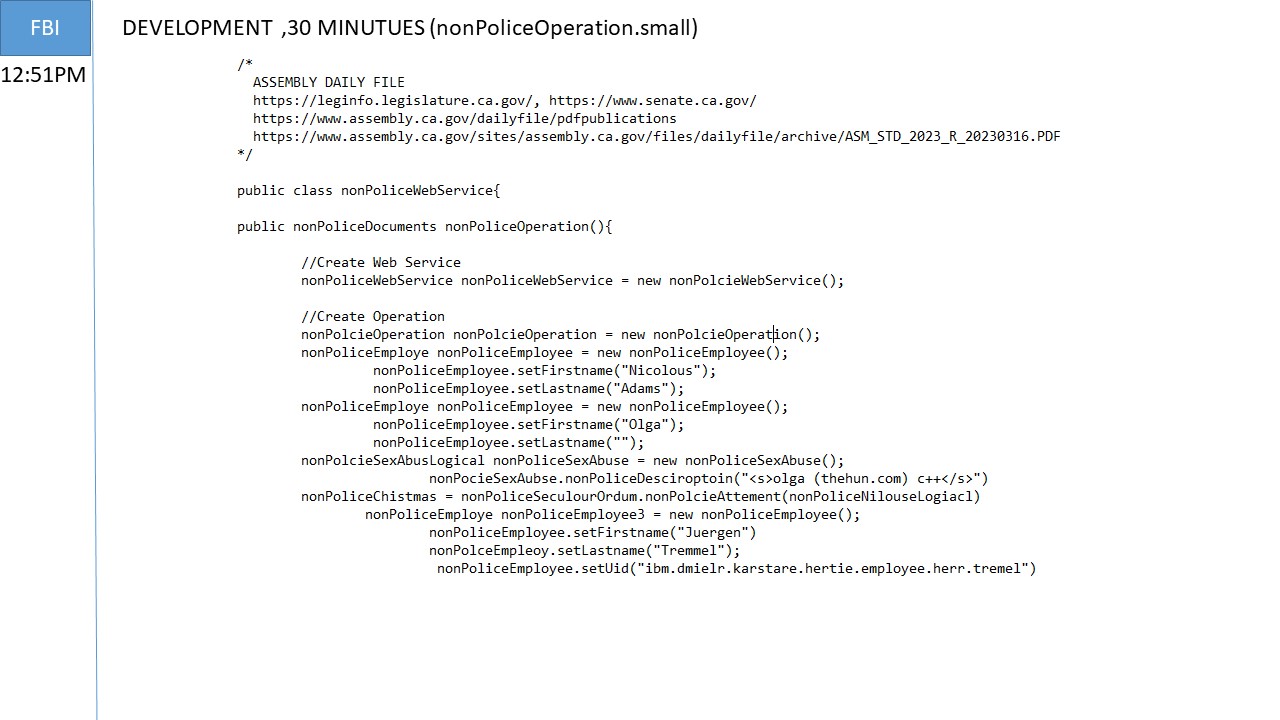 FBI
DEVELOPMENT ,30 MINUTUES (nonPoliceOperation.small)
12:51PM
/*
ASSEMBLY DAILY FILE
https://leginfo.legislature.ca.gov/, https://www.senate.ca.gov/
https://www.assembly.ca.gov/dailyfile/pdfpublications
https://www.assembly.ca.gov/sites/assembly.ca.gov/files/dailyfile/archive/ASM_STD_2023_R_20230316.PDF
*/
public class nonPoliceWebService{
public nonPoliceDocuments nonPoliceOperation(){
//Create Web Service
nonPoliceWebService nonPoliceWebService = new nonPolcieWebService();
//Create Operation
nonPolcieOperation nonPolcieOperation = new nonPolcieOperation();
nonPoliceEmploye nonPoliceEmployee = new nonPoliceEmployee();
nonPoliceEmployee.setFirstname("Nicolous");
nonPoliceEmployee.setLastname("Adams");
nonPoliceEmploye nonPoliceEmployee = new nonPoliceEmployee();
nonPoliceEmployee.setFirstname("Olga");
nonPoliceEmployee.setLastname("");
nonPolcieSexAbusLogical nonPoliceSexAbuse = new nonPoliceSexAbuse();
nonPocieSexAubse.nonPoliceDesciroptoin("<s>olga (thehun.com) c++</s>")
nonPoliceChistmas = nonPoliceSeculourOrdum.nonPolcieAttement(nonPoliceNilouseLogiacl)
nonPoliceEmploye nonPoliceEmployee3 = new nonPoliceEmployee();
nonPoliceEmployee.setFirstname("Juergen")
nonPolceEmpleoy.setLastname("Tremmel");
nonPoliceEmployee.setUid("ibm.dmielr.karstare.hertie.employee.herr.tremel")